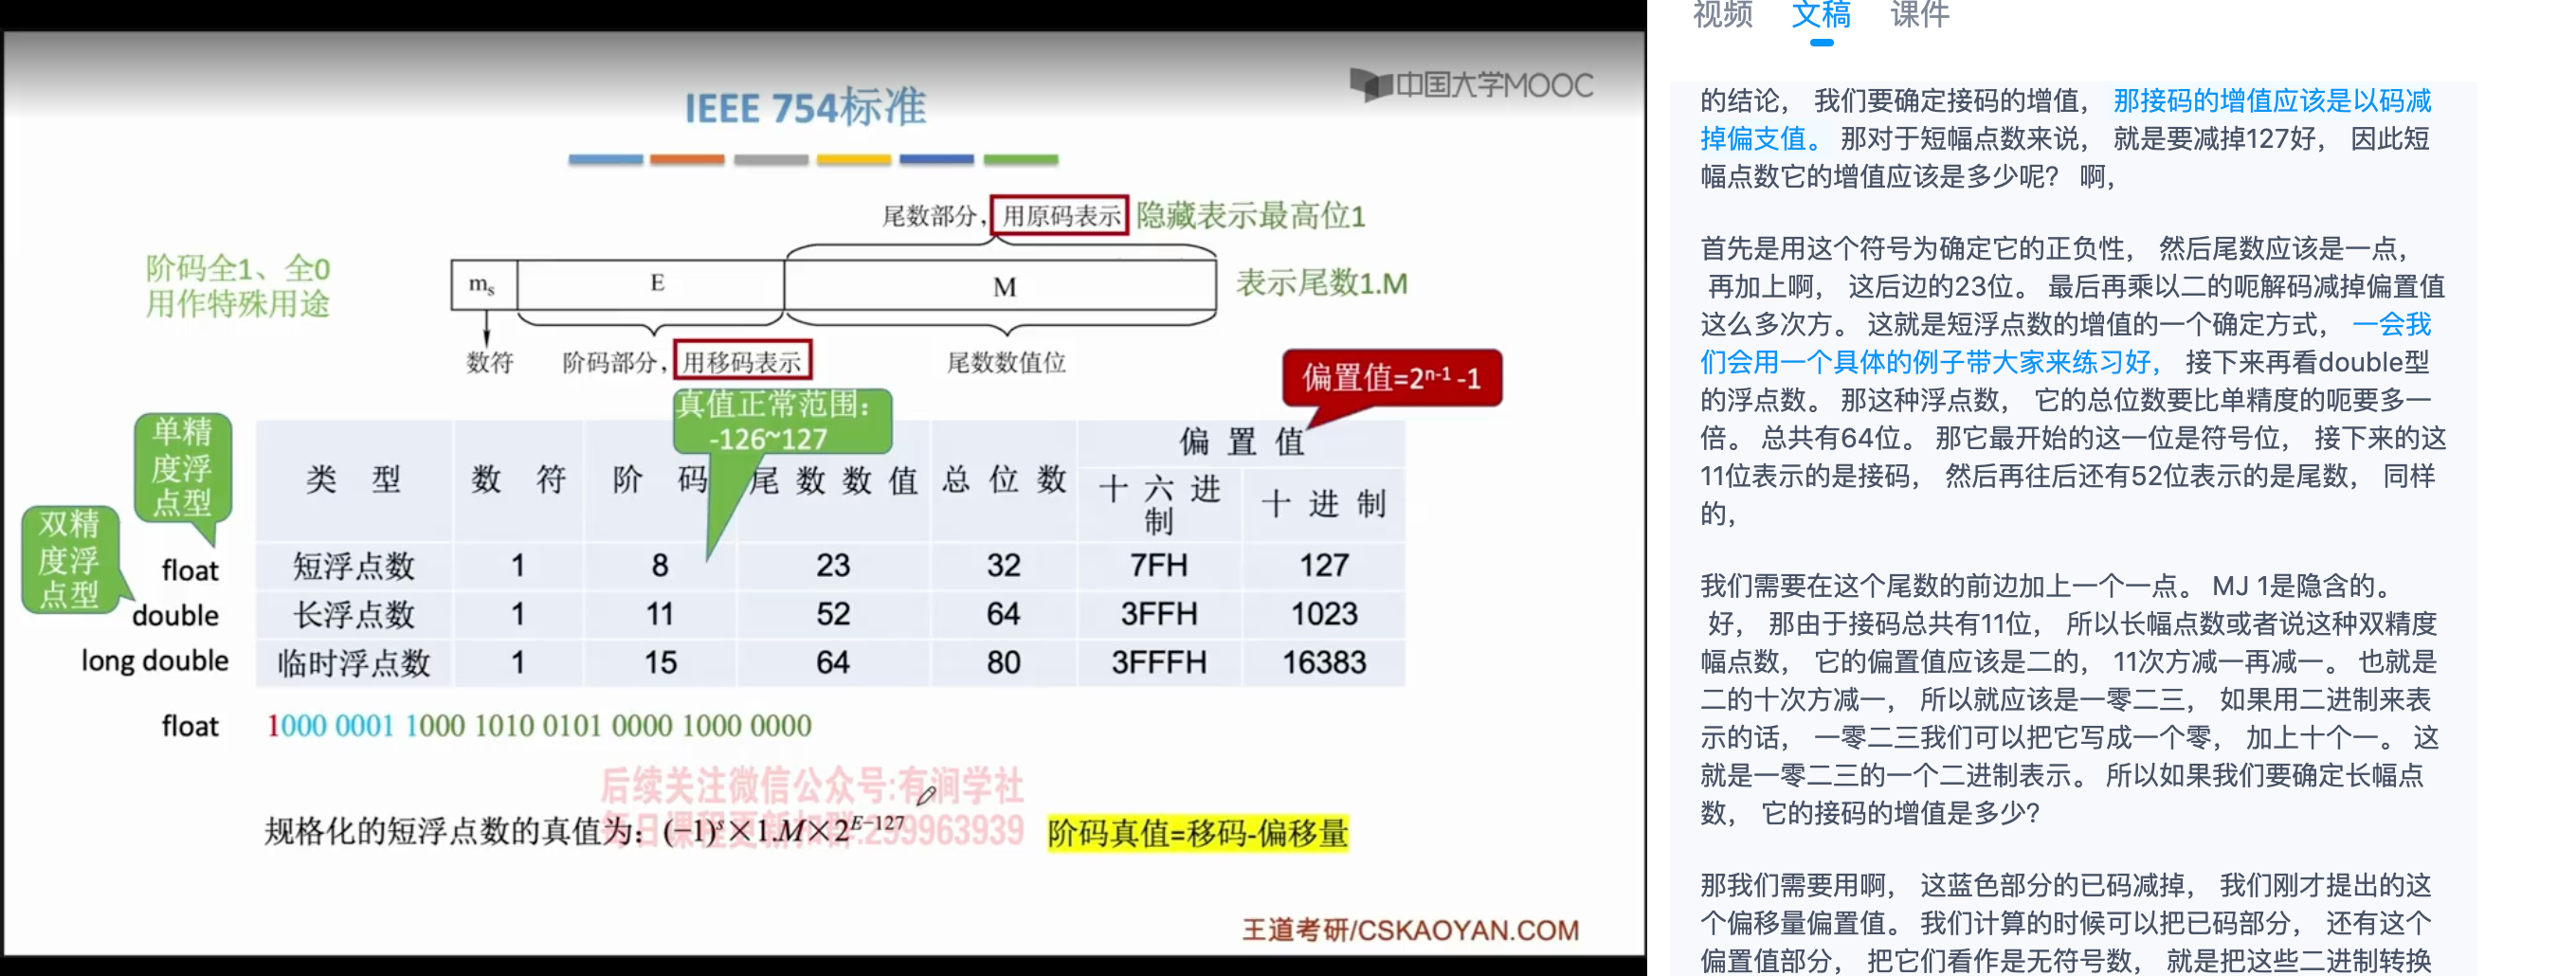 中国大学MOOC
IEEE 754标准
尾数部分，用原码表示 隐藏表示最高位1
阶码全1、全0
用作特殊用途
ms E M 表示尾数1.M
数符 阶码部分，用移码表示 尾数数值位
偏置值=2ⁿ⁻¹ -1
真值正常范围：
-126~127
单精
度浮
点型
双精
度浮
点型
类 型 数 符 阶 码 尾 数 数 值 总 位 数 偏 置 值
十 六 进
制 十 进 制
float 短浮点数 1 8 23 32 7FH 127
double 长浮点数 1 11 52 64 3FFH 1023
long double 临时浮点数 1 15 64 80 3FFFH 16383
float 1000 0001 1000 1010 0101 0000 1000 0000
后续关注微信公众号:有涧学社
每日课程更新加群:299963939
规格化的短浮点数的真值为：(−1)ˢ×1.M×2ᴱ⁻¹²⁷ 阶码真值=移码-偏移量
王道考研/CSKAOYAN.COM
视频 文稿 课件
的结论， 我们要确定接码的增值， 那接码的增值应该是以码减
掉偏支值。 那对于短幅点数来说， 就是要减掉127好， 因此短
幅点数它的增值应该是多少呢？ 啊，
首先是用这个符号为确定它的正负性， 然后尾数应该是一点，
再加上啊， 这后边的23位。 最后再乘以二的呃解码减掉偏置值
这么多次方。 这就是短浮点数的增值的一个确定方式， 一会我
们会用一个具体的例子带大家来练习好， 接下来再看double型
的浮点数。 那这种浮点数， 它的总位数要比单精度的呃要多一
倍。 总共有64位。 那它最开始的这一位是符号位， 接下来的这
11位表示的是接码， 然后再往后还有52位表示的是尾数， 同样
的，
我们需要在这个尾数的前边加上一个一点。 MJ 1是隐含的。
好， 那由于接码总共有11位， 所以长幅点数或者说这种双精度
幅点数， 它的偏置值应该是二的， 11次方减一再减一。 也就是
二的十次方减一， 所以就应该是一零二三， 如果用二进制来表
示的话， 一零二三我们可以把它写成一个零， 加上十个一。 这
就是一零二三的一个二进制表示。 所以如果我们要确定长幅点
数， 它的接码的增值是多少？
那我们需要用啊， 这蓝色部分的已码减掉， 我们刚才提出的这
个偏移量偏置值。 我们计算的时候可以把已码部分， 还有这个
偏置值部分， 把它们看作是无符号数， 就是把这些二进制转换